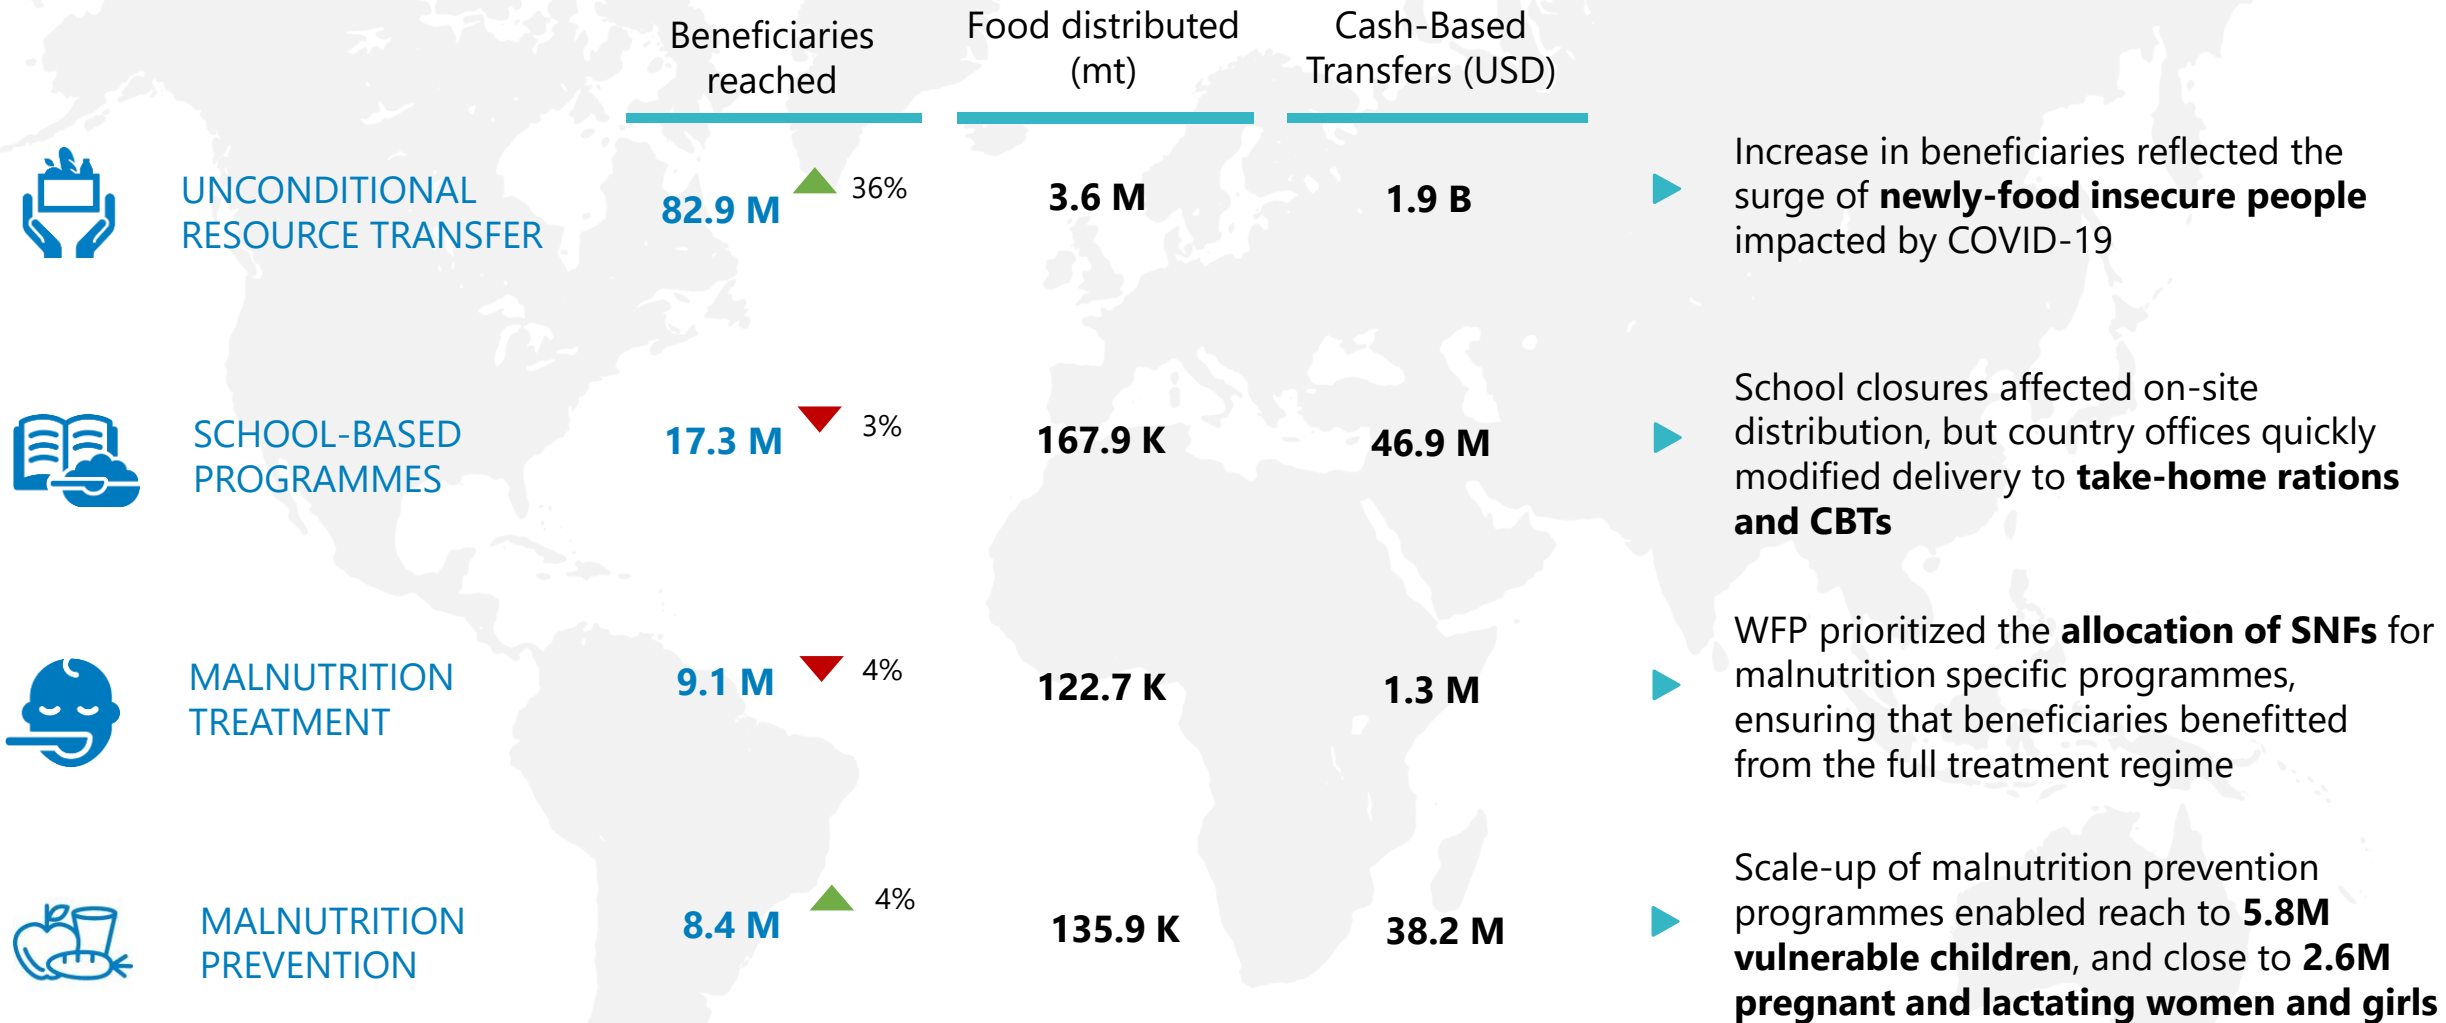 Beneficiaries
reached
Food distributed
(mt)
Cash-Based
Transfers (USD)
UNCONDITIONAL
RESOURCE TRANSFER
82.9 M
36%
3.6 M
1.9 B
Increase in beneficiaries reflected the
surge of newly-food insecure people
impacted by COVID-19
SCHOOL-BASED
PROGRAMMES
17.3 M
3%
167.9 K
46.9 M
School closures affected on-site
distribution, but country offices quickly
modified delivery to take-home rations
and CBTs
MALNUTRITION
TREATMENT
9.1 M
4%
122.7 K
1.3 M
WFP prioritized the allocation of SNFs for
malnutrition specific programmes,
ensuring that beneficiaries benefitted
from the full treatment regime
MALNUTRITION
PREVENTION
8.4 M
4%
135.9 K
38.2 M
Scale-up of malnutrition prevention
programmes enabled reach to 5.8M
vulnerable children, and close to 2.6M
pregnant and lactating women and girls